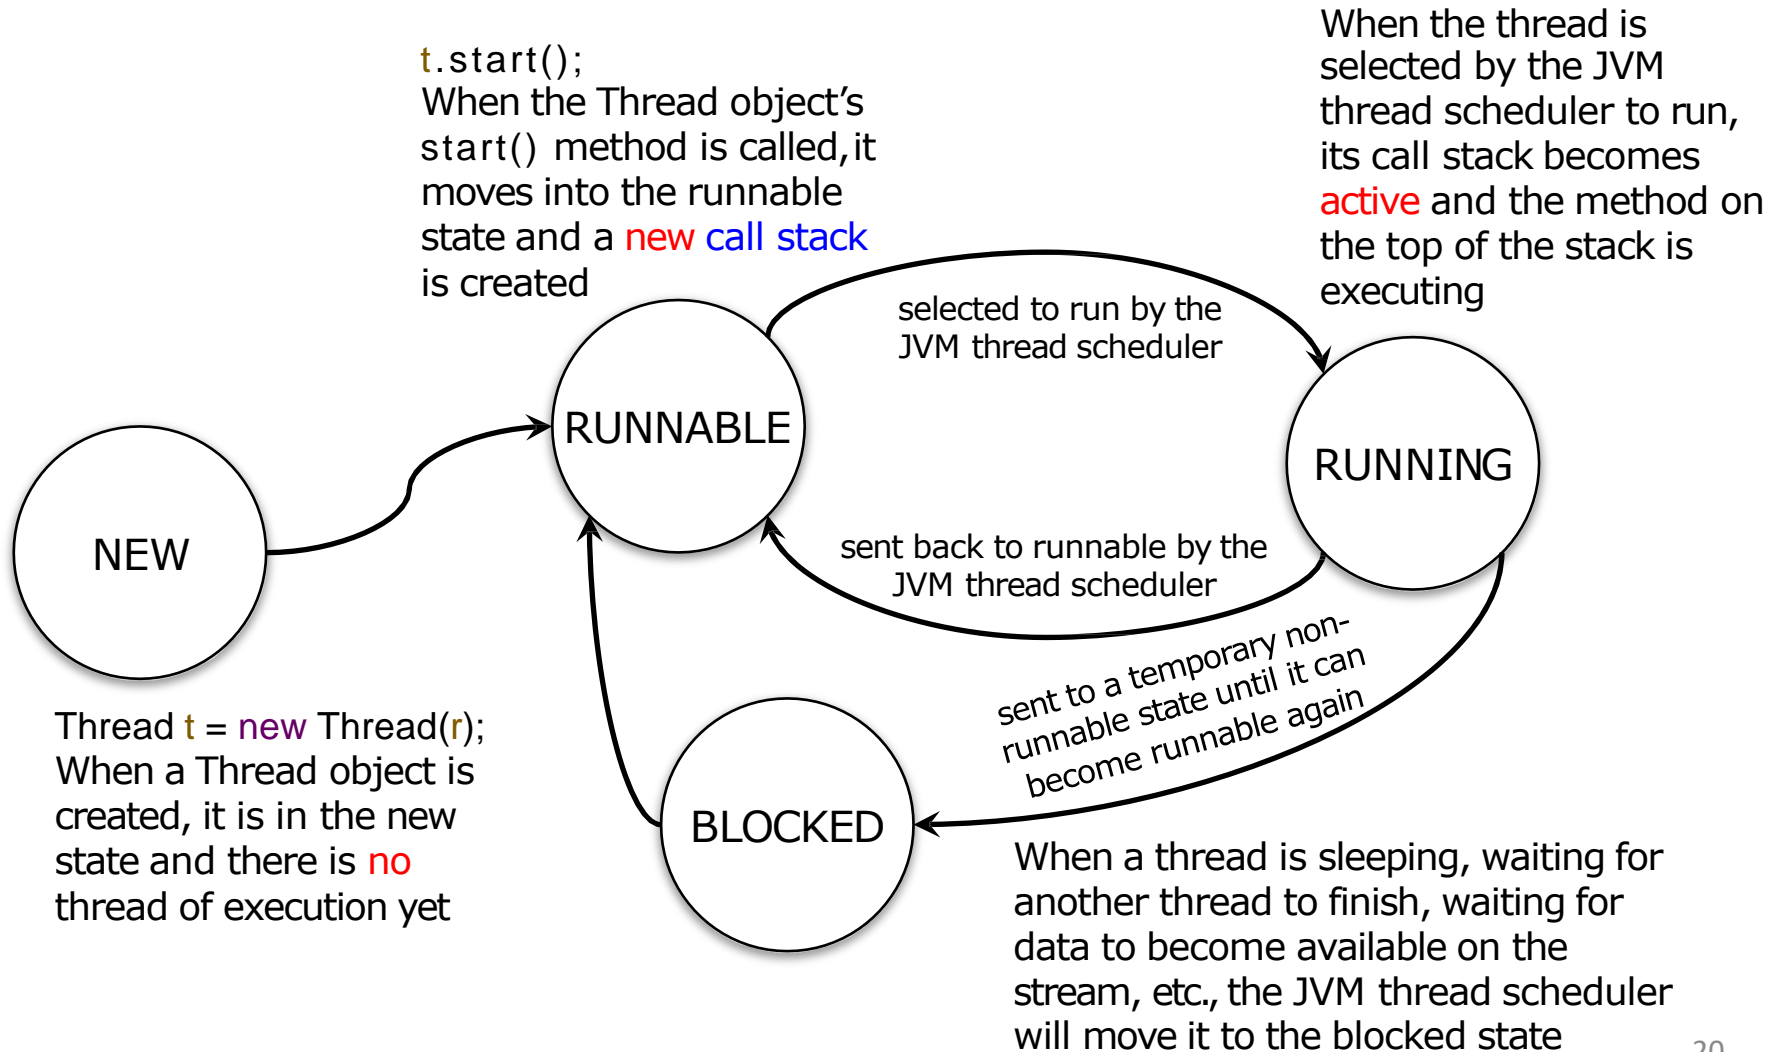 t.start();
When the Thread object’s
start() method is called, it
moves into the runnable
state and a new call stack
is created
When the thread is
selected by the JVM
thread scheduler to run,
its call stack becomes
active and the method on
the top of the stack is
executing
selected to run by the
JVM thread scheduler
RUNNABLE
RUNNING
NEW
sent back to runnable by the
JVM thread scheduler
sent to a temporary non-
runnable state until it can
become runnable again
Thread t = new Thread(r);
When a Thread object is
created, it is in the new
state and there is no
thread of execution yet
BLOCKED
When a thread is sleeping, waiting for
another thread to finish, waiting for
data to become available on the
stream, etc., the JVM thread scheduler
will move it to the blocked state
20